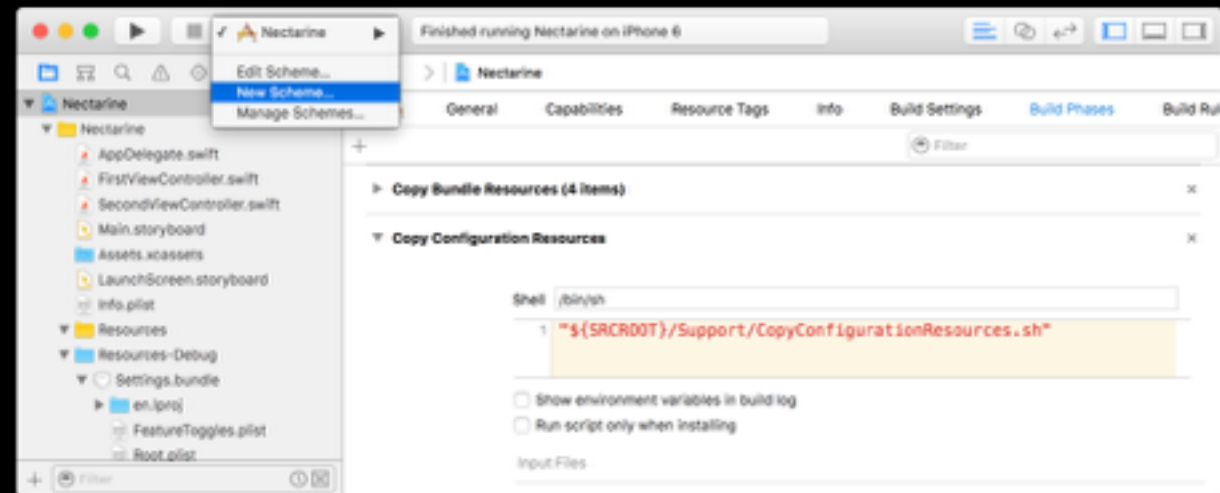 Nectarine
Finished running Nectarine on iPhone 6
Edit Scheme...
New Scheme...
Manage Schemes...
Nectarine
General
Capabilities
Resource Tags
Info
Build Settings
Build Phases
Build Rul
Filter
Nectarine
Nectarine
AppDelegate.swift
FirstViewController.swift
SecondViewController.swift
Main.storyboard
Assets.xcassets
LaunchScreen.storyboard
Info.plist
Resources
Resources-Debug
Settings.bundle
en.lproj
FeatureToggles.plist
Root.plist
Filter
Copy Bundle Resources (4 items)
Copy Configuration Resources
Shell /bin/sh
1 "${SRCROOT}/Support/CopyConfigurationResources.sh"
Show environment variables in build log
Run script only when installing
Input Files